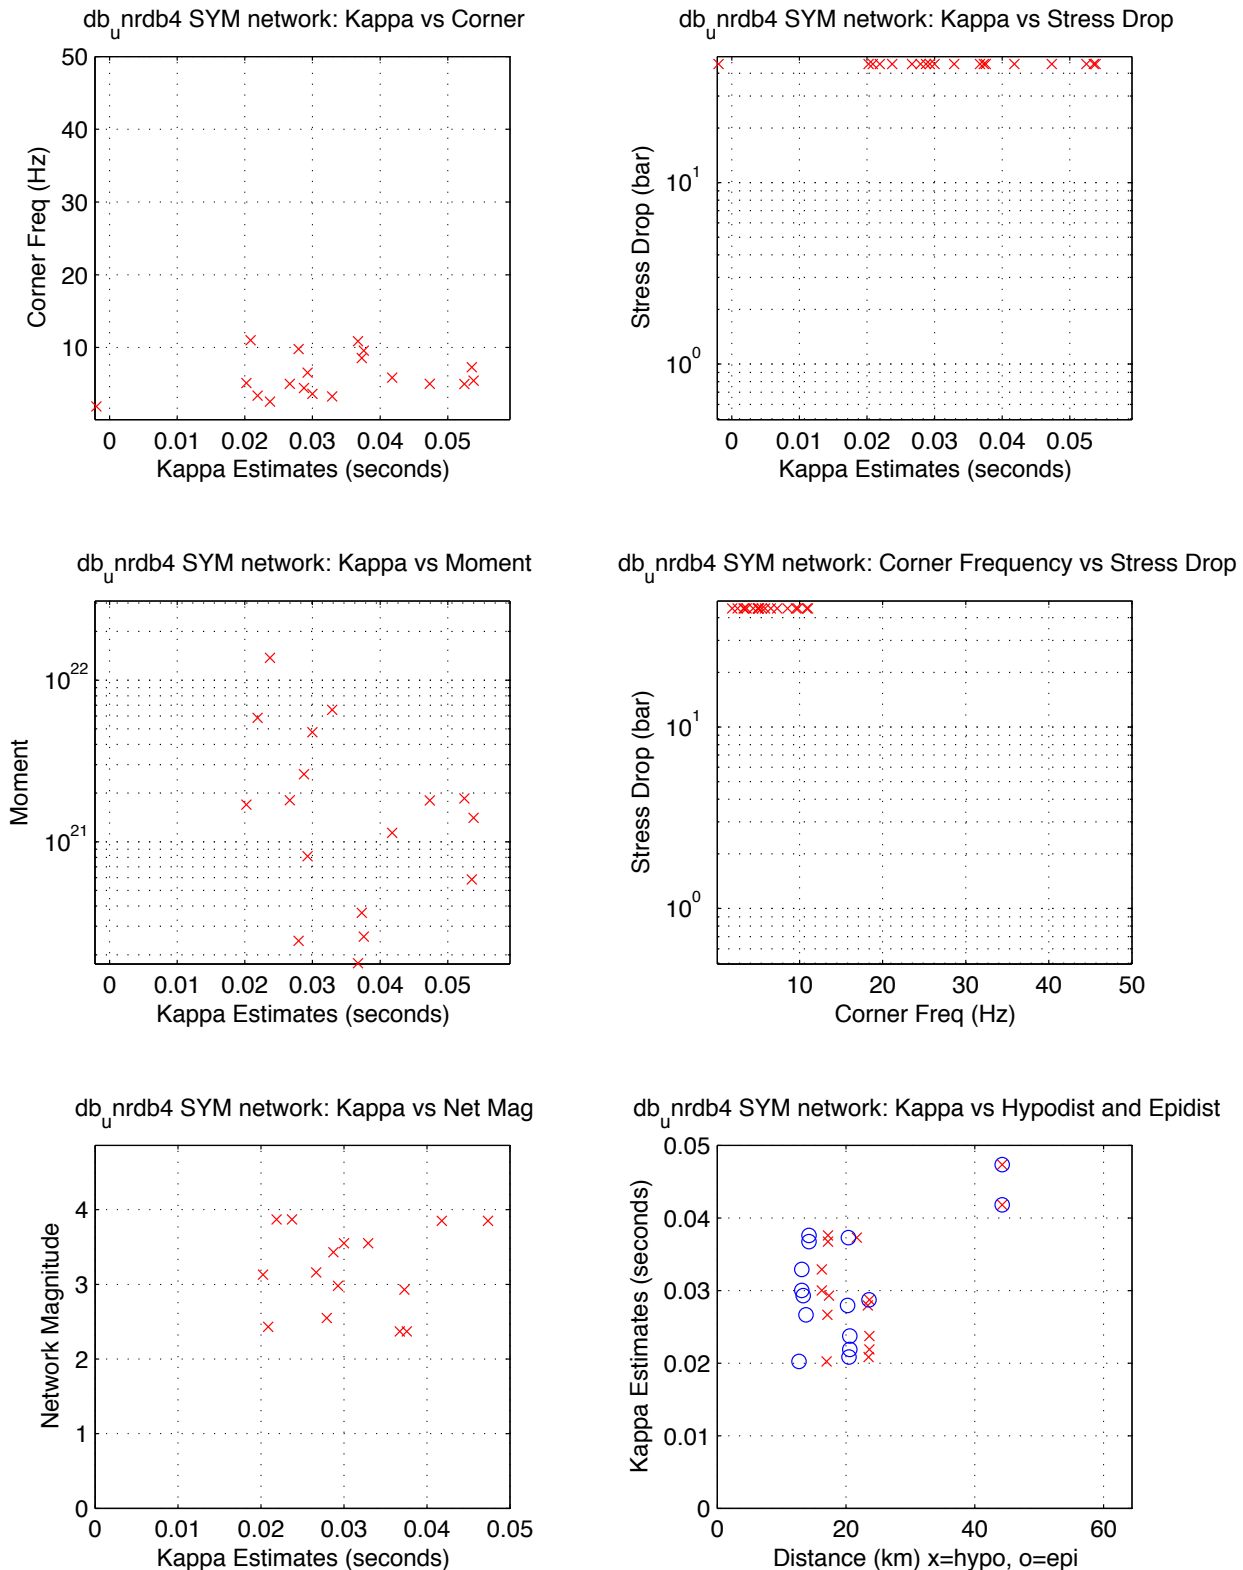 db_unrdb4 SYM network: Kappa vs Corner
50
40
30
20
10
Corner Freq (Hz)
0 0.01 0.02 0.03 0.04 0.05
Kappa Estimates (seconds)
db_unrdb4 SYM network: Kappa vs Stress Drop
10^1
10^0
Stress Drop (bar)
0 0.01 0.02 0.03 0.04 0.05
Kappa Estimates (seconds)
db_unrdb4 SYM network: Kappa vs Moment
10^22
10^21
Moment
0 0.01 0.02 0.03 0.04 0.05
Kappa Estimates (seconds)
db_unrdb4 SYM network: Corner Frequency vs Stress Drop
10^1
10^0
Stress Drop (bar)
10 20 30 40 50
Corner Freq (Hz)
db_unrdb4 SYM network: Kappa vs Net Mag
4
3
2
1
0
Network Magnitude
0 0.01 0.02 0.03 0.04 0.05
Kappa Estimates (seconds)
db_unrdb4 SYM network: Kappa vs Hypodist and Epidist
0.05
0.04
0.03
0.02
0.01
0
Kappa Estimates (seconds)
0 20 40 60
Distance (km) x=hypo, o=epi